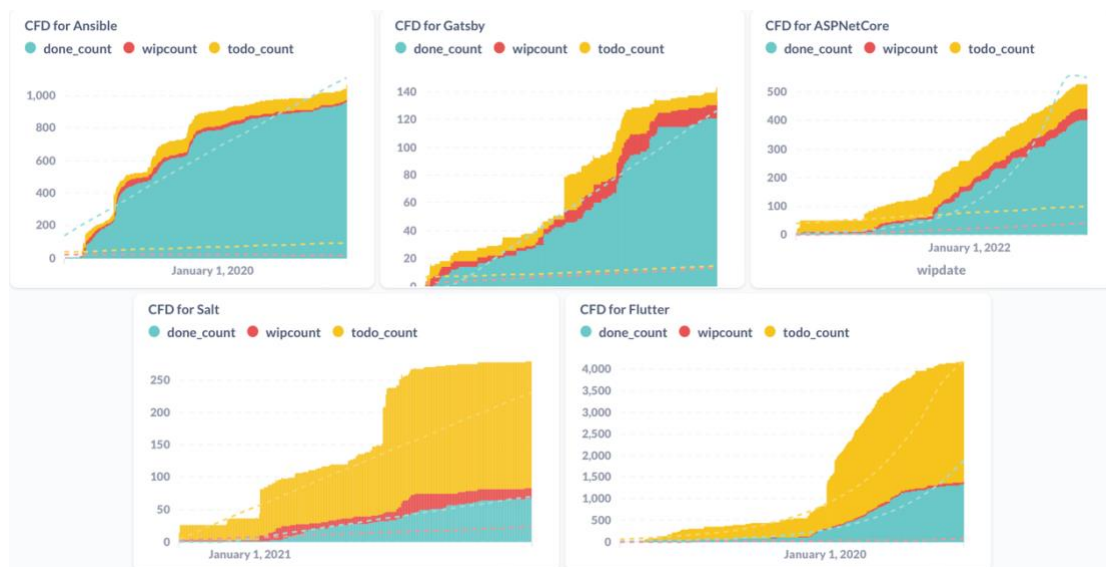 CFD for Ansible
done_count wipcount todo_count
1,000
800
600
400
200
0
January 1, 2020
CFD for Gatsby
done_count wipcount todo_count
140
120
100
80
60
40
20
0
CFD for ASPNetCore
done_count wipcount todo_count
500
400
300
200
100
0
January 1, 2022
wipdate
CFD for Salt
done_count wipcount todo_count
250
200
150
100
50
0
January 1, 2021
CFD for Flutter
done_count wipcount todo_count
4,000
3,500
3,000
2,500
2,000
1,500
1,000
500
0
January 1, 2020